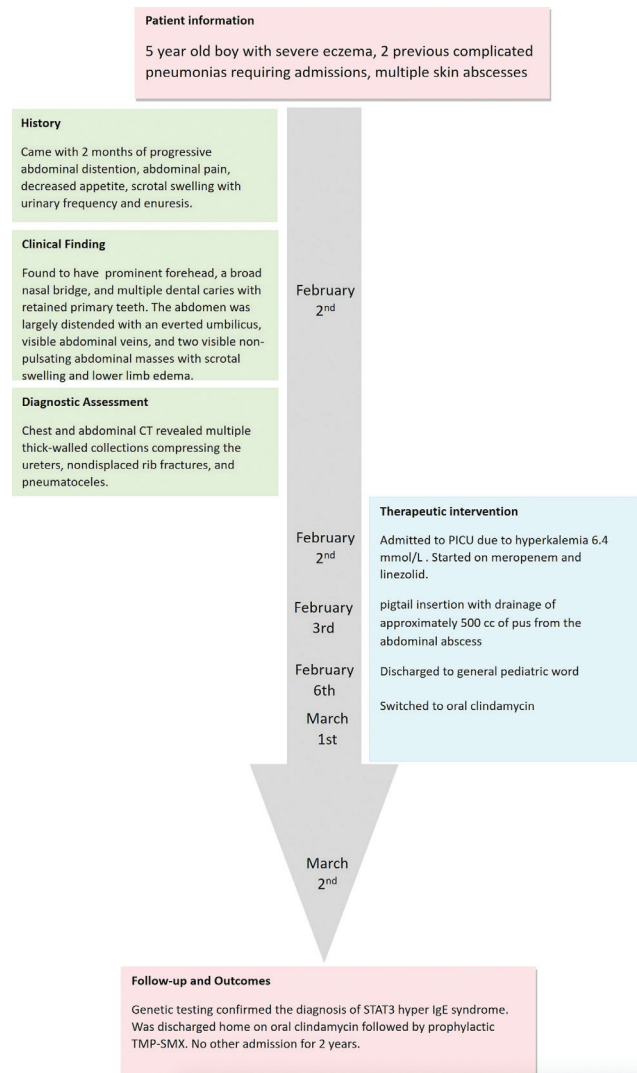 Patient information
5 year old boy with severe eczema, 2 previous complicated
pneumonias requiring admissions, multiple skin abscesses
History
Came with 2 months of progressive
abdominal distention, abdominal pain,
decreased appetite, scrotal swelling with
urinary frequency and enuresis.
Clinical Finding
Found to have prominent forehead, a broad
nasal bridge, and multiple dental caries with
retained primary teeth. The abdomen was
largely distended with an everted umbilicus,
visible abdominal veins, and two visible non-
pulsating abdominal masses with scrotal
swelling and lower limb edema.
February
2nd
Diagnostic Assessment
Chest and abdominal CT revealed multiple
thick-walled collections compressing the
ureters, nondisplaced rib fractures, and
pneumatoceles.
Therapeutic intervention
February
2nd
Admitted to PICU due to hyperkalemia 6.4
mmol/L . Started on meropenem and
linezolid.
February
3rd
pigtail insertion with drainage of
approximately 500 cc of pus from the
abdominal abscess
February
6th
Discharged to general pediatric word
March
1st
Switched to oral clindamycin
March
2nd
Follow-up and Outcomes
Genetic testing confirmed the diagnosis of STAT3 hyper IgE syndrome.
Was discharged home on oral clindamycin followed by prophylactic
TMP-SMX. No other admission for 2 years.